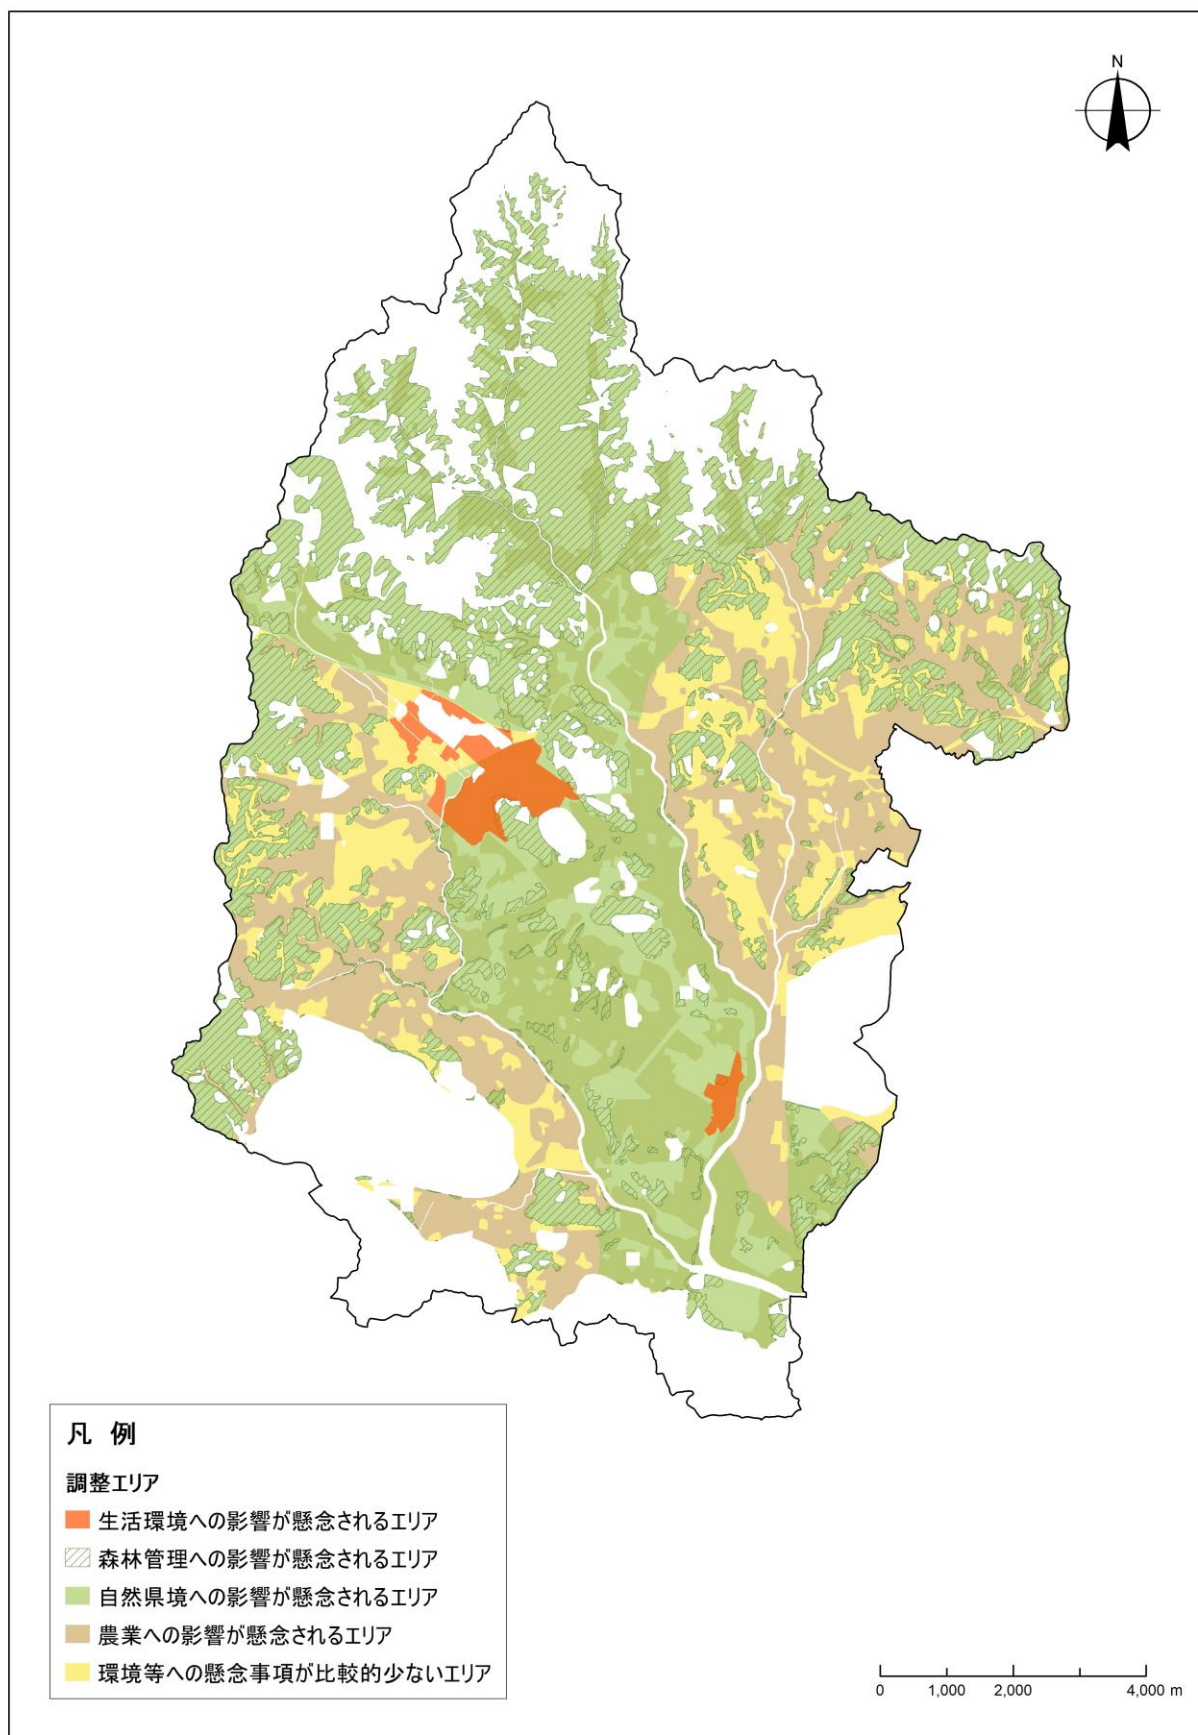 N
凡 例
調整エリア
生活環境への影響が懸念されるエリア
森林管理への影響が懸念されるエリア
自然県境への影響が懸念されるエリア
農業への影響が懸念されるエリア
環境等への懸念事項が比較的少ないエリア
0 1,000 2,000 4,000 m